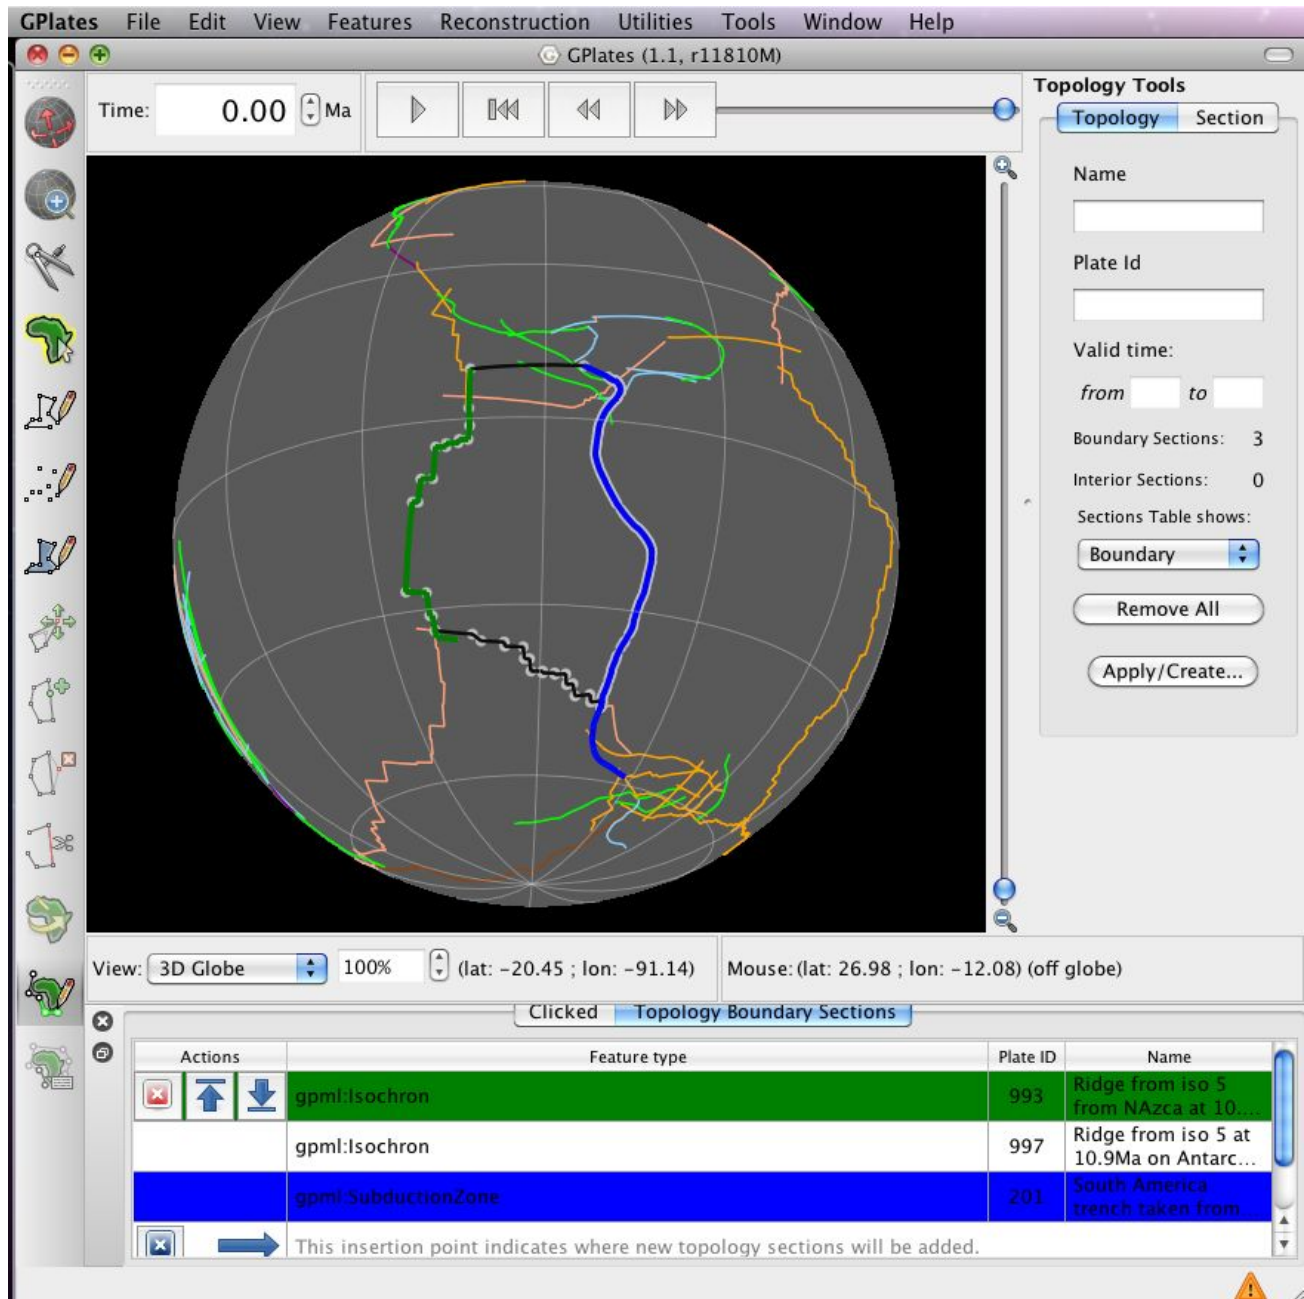 GPlates File Edit View Features Reconstruction Utilities Tools Window Help
GPlates (1.1, r11810M)
Time: 0.00 Ma
Topology Tools
Topology Section
Name
Plate Id
Valid time:
from to
Boundary Sections: 3
Interior Sections: 0
Sections Table shows:
Boundary
Remove All
Apply/Create...
View: 3D Globe 100% (lat: -20.45 ; lon: -91.14) Mouse: (lat: 26.98 ; lon: -12.08) (off globe)
Clicked Topology Boundary Sections
Actions Feature type Plate ID Name
gpml:Isochron 993 Ridge from iso 5
from NAzca at 10....
gpml:Isochron 997 Ridge from iso 5 at
10.9Ma on Antarc...
gpml:SubductionZone 201 South America
trench taken from
This insertion point indicates where new topology sections will be added.